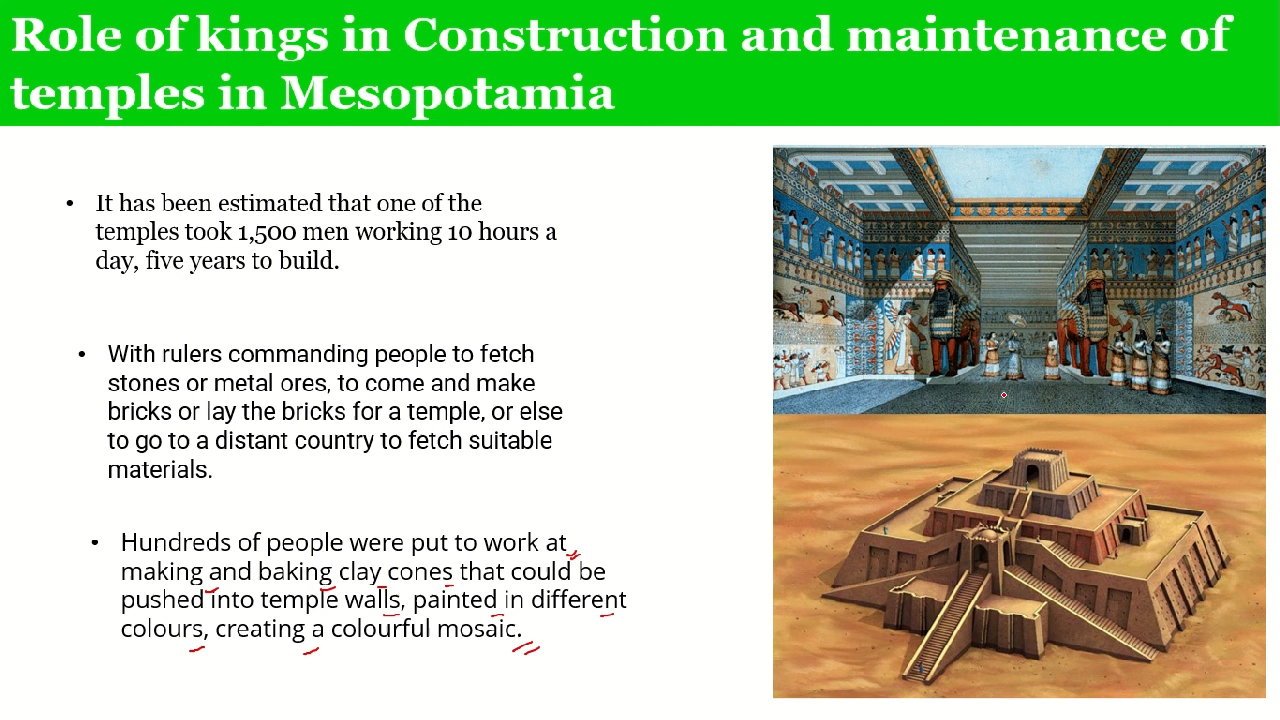 Role of kings in Construction and maintenance of
temples in Mesopotamia
• It has been estimated that one of the
temples took 1,500 men working 10 hours a
day, five years to build.
• With rulers commanding people to fetch
stones or metal ores, to come and make
bricks or lay the bricks for a temple, or else
to go to a distant country to fetch suitable
materials.
• Hundreds of people were put to work at
making and baking clay cones that could be
pushed into temple walls, painted in different
colours, creating a colourful mosaic.